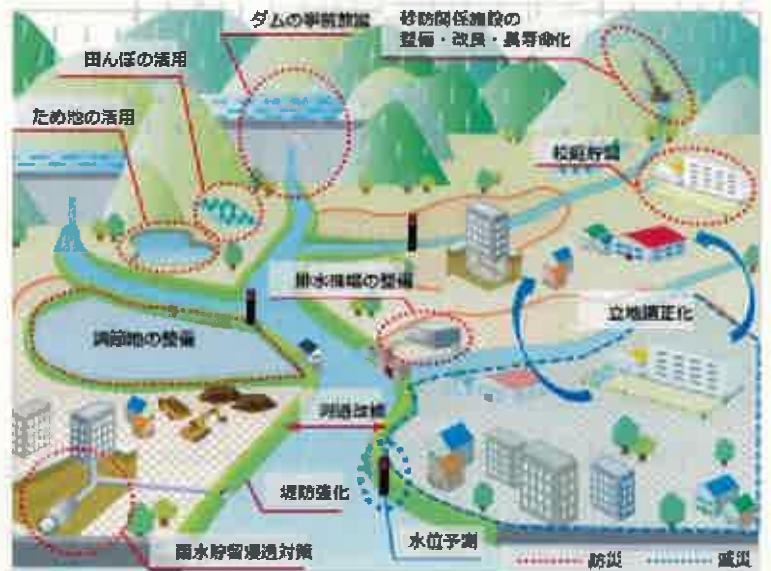 ダムの事前放流
砂防関係施設の
整備・改良・長寿命化
田んぼの活用
ため池の活用
校庭貯留
排水機場の整備
立地適正化
調節池の整備
河道改修
堤防強化
雨水貯留浸透対策
水位予測
防災
減災